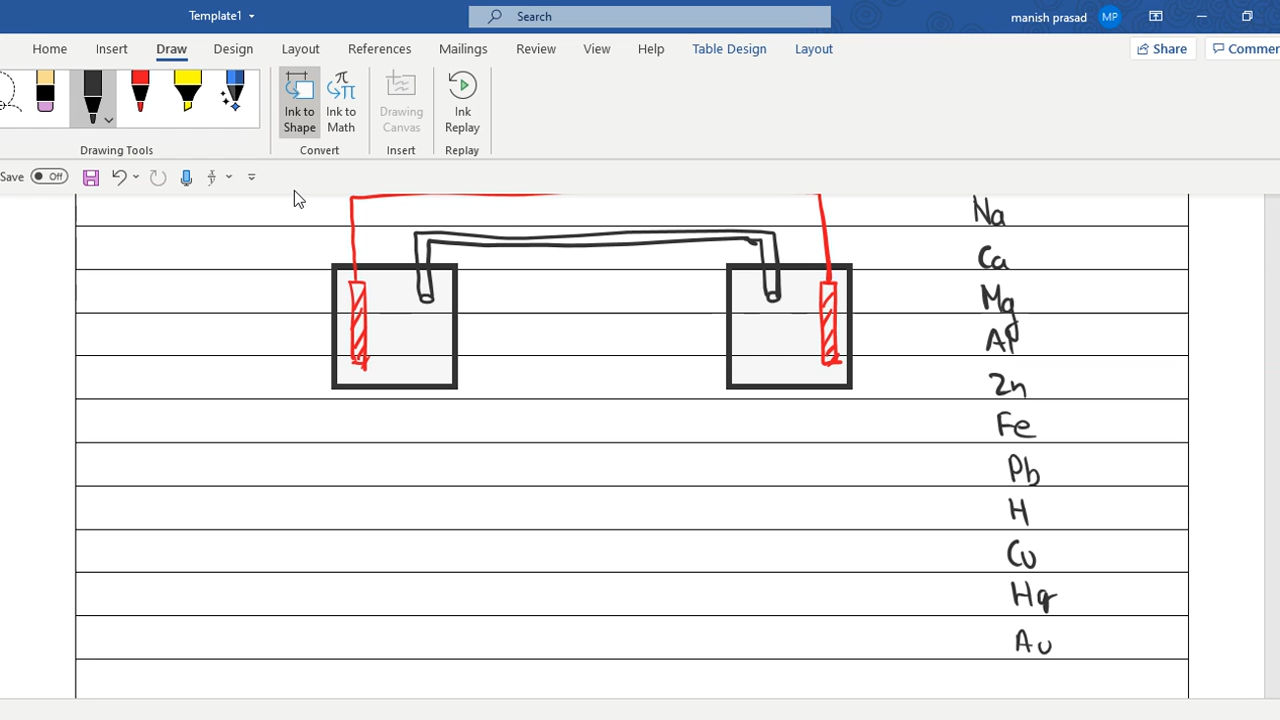 Template1
Search
manish prasad
MP
Home Insert Draw Design Layout References Mailings Review View Help Table Design Layout
Share
Commen
Ink to Shape
Ink to Math
Drawing Canvas
Ink Replay
Drawing Tools
Convert
Insert
Replay
Save
Off
Na
Ca
Mg
Al
Zn
Fe
Pb
H
Cu
Hg
Au